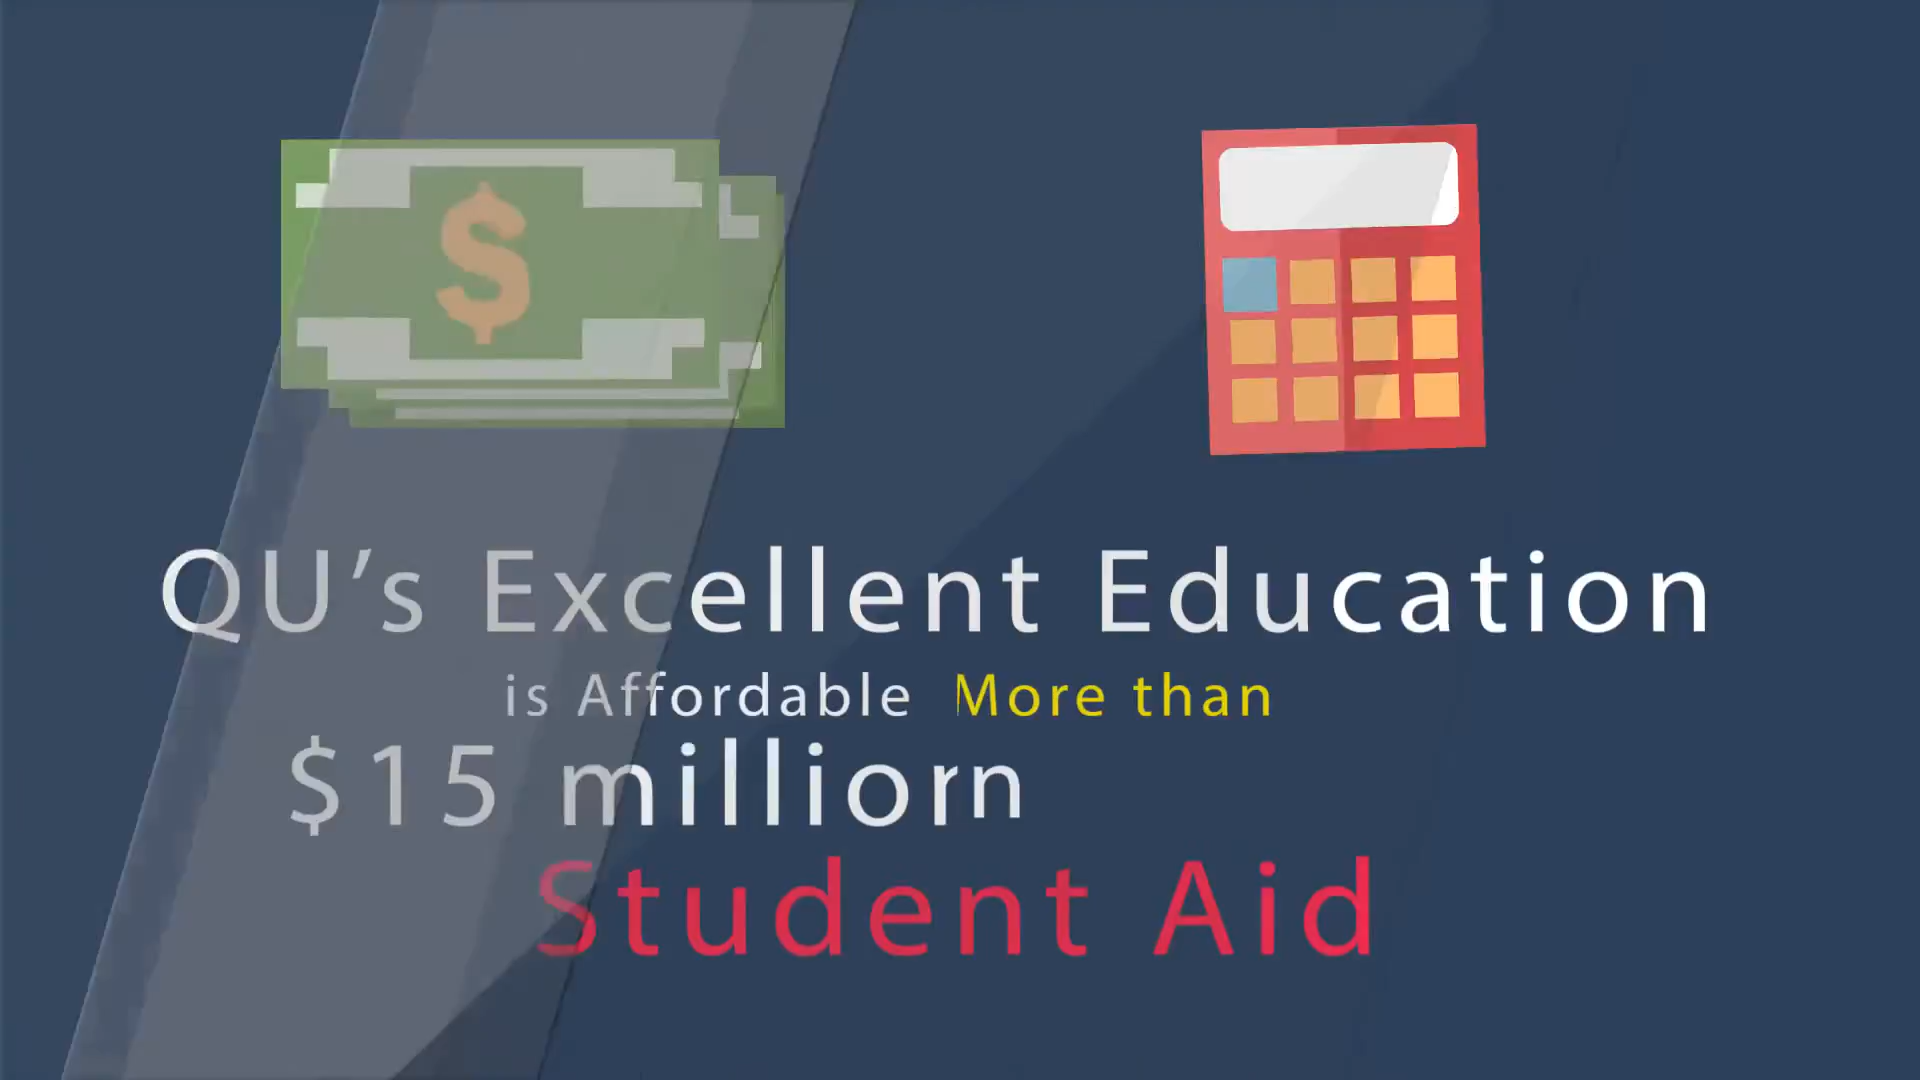 $
QU's Excellent Education
is Affordable More than
$15 milliorn
Student Aid